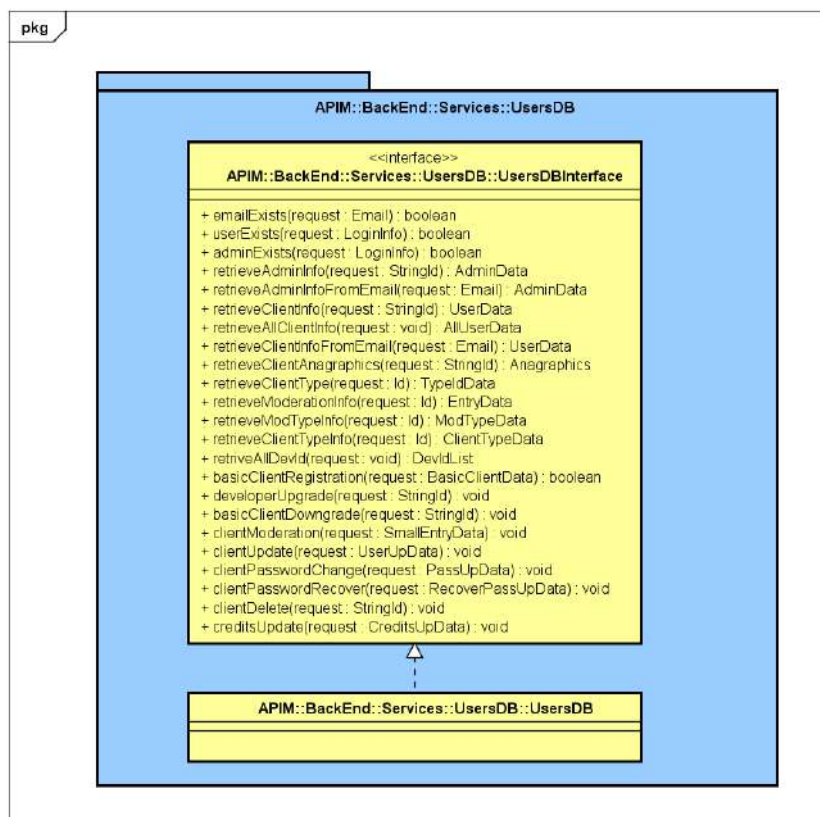 pkg
APIM::BackEnd::Services::UsersDB
<<interface>>
APIM::BackEnd::Services::UsersDB::UsersDBInterface
+ emailExists(request : Email) : boolean
+ userExists(request : LoginInfo) : boolean
+ adminExists(request : LoginInfo) : boolean
+ retrieveAdminInfo(request : StringId) : AdminData
+ retrieveAdminInfoFromEmail(request : Email) : AdminData
+ retrieveClientInfo(request : StringId) : UserData
+ retrieveAllClientInfo(request : void) : AllUserData
+ retrieveClientInfoFromEmail(request : Email) : UserData
+ retrieveClientAnagraphics(request : StringId) : Anagraphics
+ retrieveClientType(request : Id) : TypeIdData
+ retrieveModerationInfo(request : Id) : EntryData
+ retrieveModTypeInfo(request : Id) : ModTypeData
+ retrieveClientTypeInfo(request : Id) : ClientTypeData
+ retriveAllDevId(request : void) : DevIdList
+ basicClientRegistration(request : BasicClientData) : boolean
+ developerUpgrade(request : StringId) : void
+ basicClientDowngrade(request : StringId) : void
+ clientModeration(request : SmallEntryData) : void
+ clientUpdate(request : UserUpData) : void
+ clientPasswordChange(request : PassUpData) : void
+ clientPasswordRecover(request : RecoverPassUpData) : void
+ clientDelete(request : StringId) : void
+ creditsUpdate(request : CreditsUpData) : void
APIM::BackEnd::Services::UsersDB::UsersDB